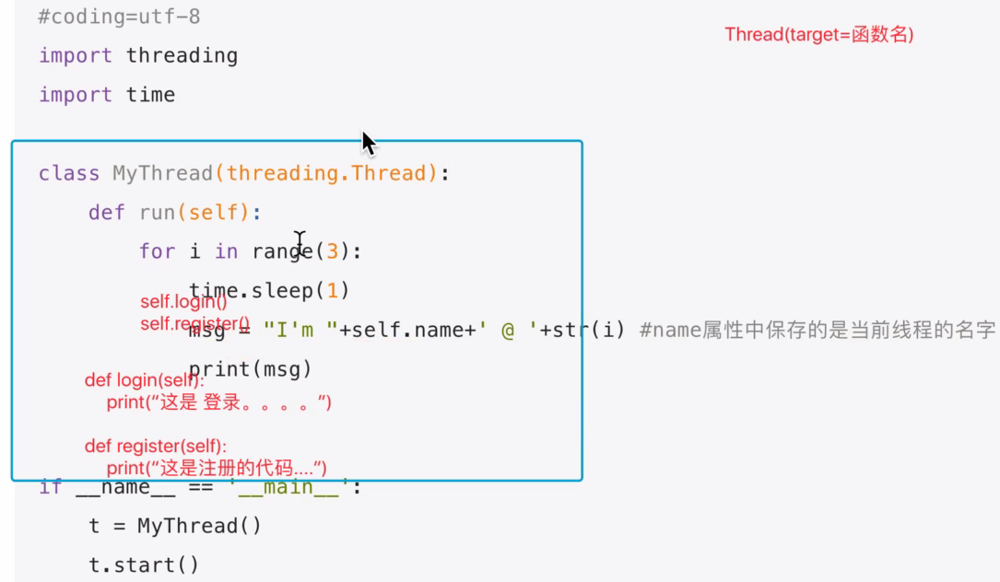 #coding=utf-8
Thread(target=函数名)
import threading
import time
class MyThread(threading.Thread):
def run(self):
for i in range(3):
time.sleep(1)
self.login()
self.register()
msg = "I'm "+self.name+' @ '+str(i) #name属性中保存的是当前线程的名字
print(msg)
def login(self):
print(“这是 登录。。。。”)
def register(self):
print(“这是注册的代码....”)
if __name__ == '__main__':
t = MyThread()
t.start()